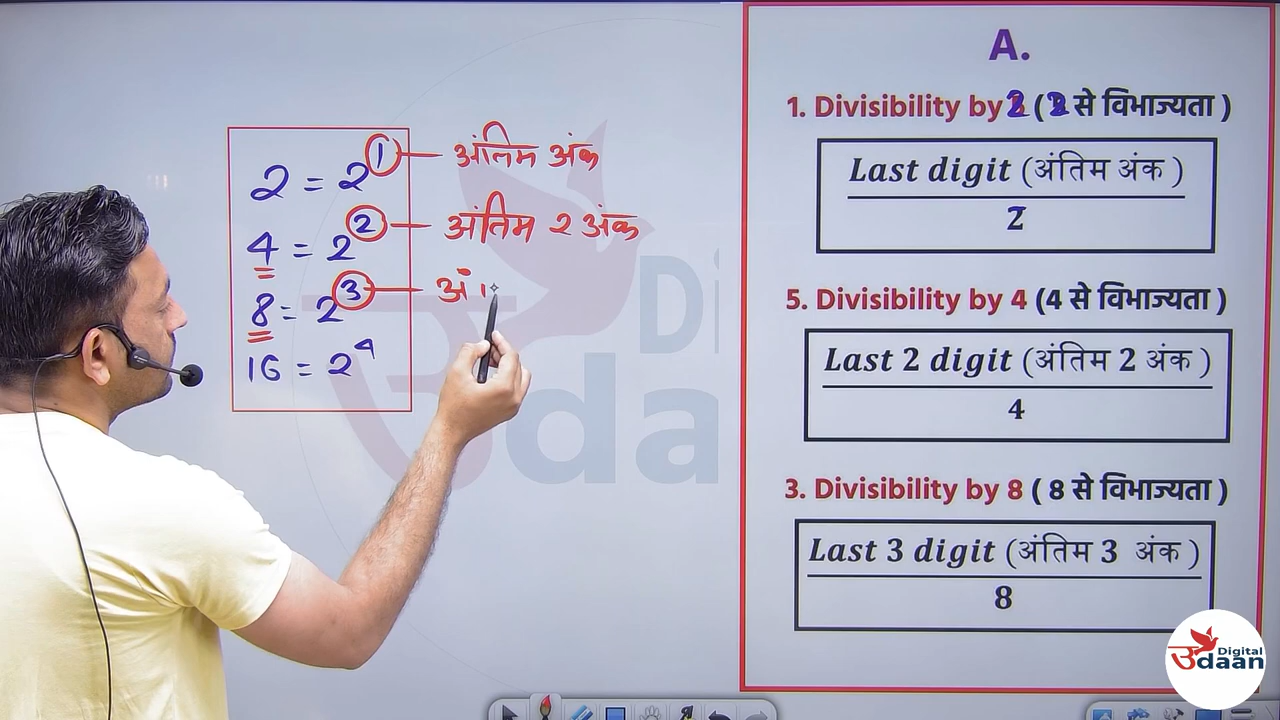 2 = 2^1 — अंतिम अंक
4 = 2^2 — अंतिम 2 अंक
8 = 2^3 — अं
16 = 2^4
A.
1. Divisibility by 2 (2 से विभाज्यता )
Last digit (अंतिम अंक )
2
5. Divisibility by 4 (4 से विभाज्यता )
Last 2 digit (अंतिम 2 अंक )
4
3. Divisibility by 8 ( 8 से विभाज्यता )
Last 3 digit (अंतिम 3 अंक )
8
Di
उda
Digital
उdaan